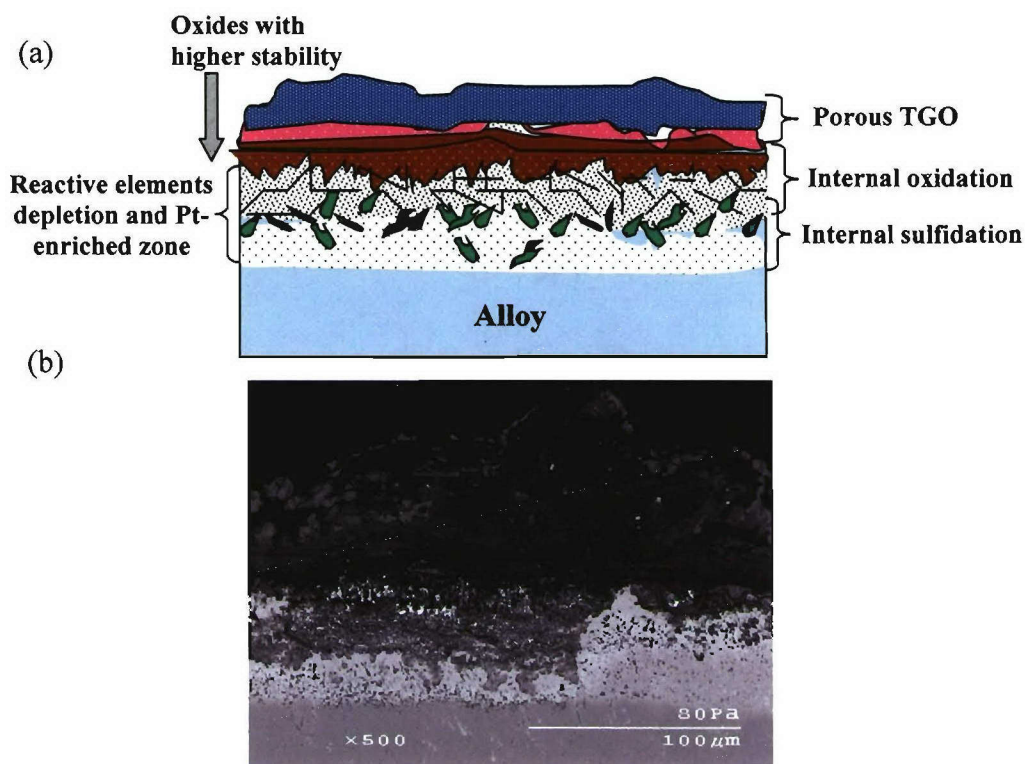 (a)
Oxides with
higher stability
Porous TGO
Reactive elements
depletion and Pt-
enriched zone
Internal oxidation
Internal sulfidation
Alloy
(b)
80Pa
×500
100μm